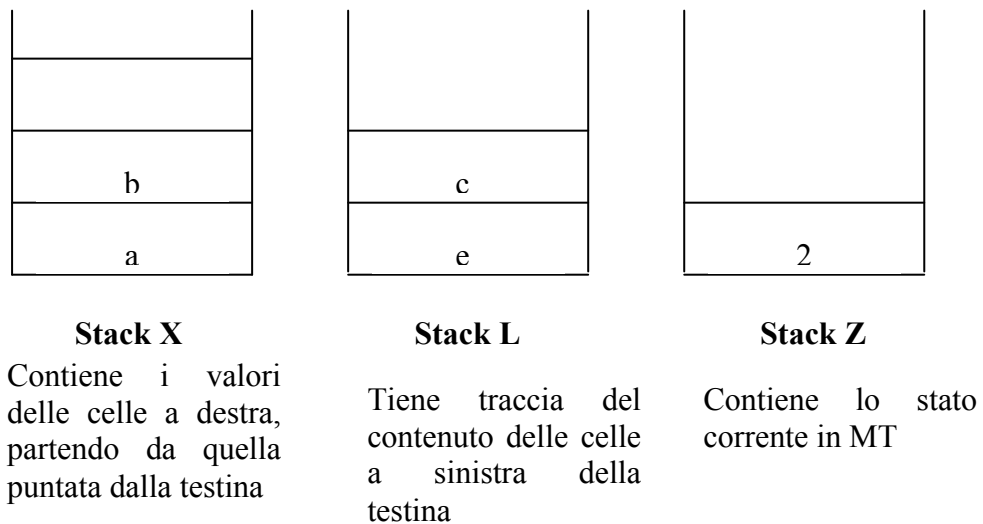 b c
a e 2
Stack X Stack L Stack Z
Contiene i valori
delle celle a destra,
partendo da quella
puntata dalla testina
Tiene traccia del
contenuto delle celle
a sinistra della
testina
Contiene lo stato
corrente in MT